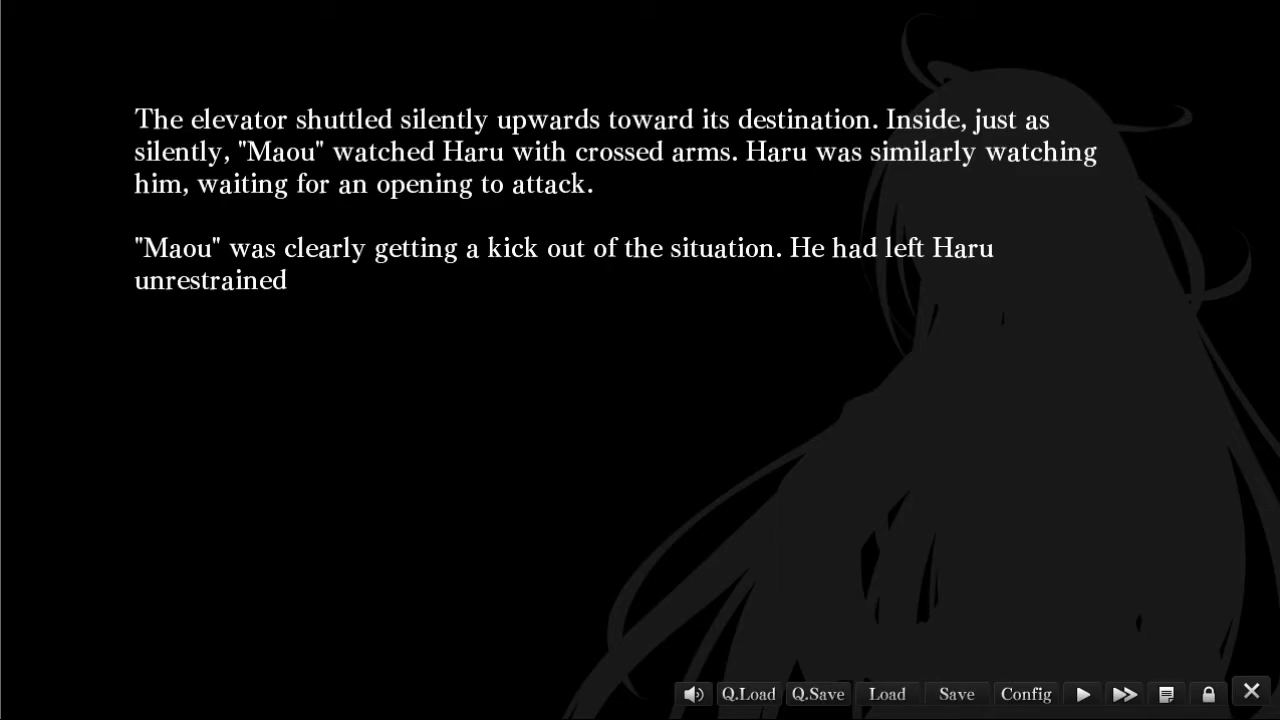 The elevator shuttled silently upwards toward its destination. Inside, just as
silently, "Maou" watched Haru with crossed arms. Haru was similarly watching
him, waiting for an opening to attack.
"Maou" was clearly getting a kick out of the situation. He had left Haru
unrestrained
Q.Load Q.Save Load Save Config